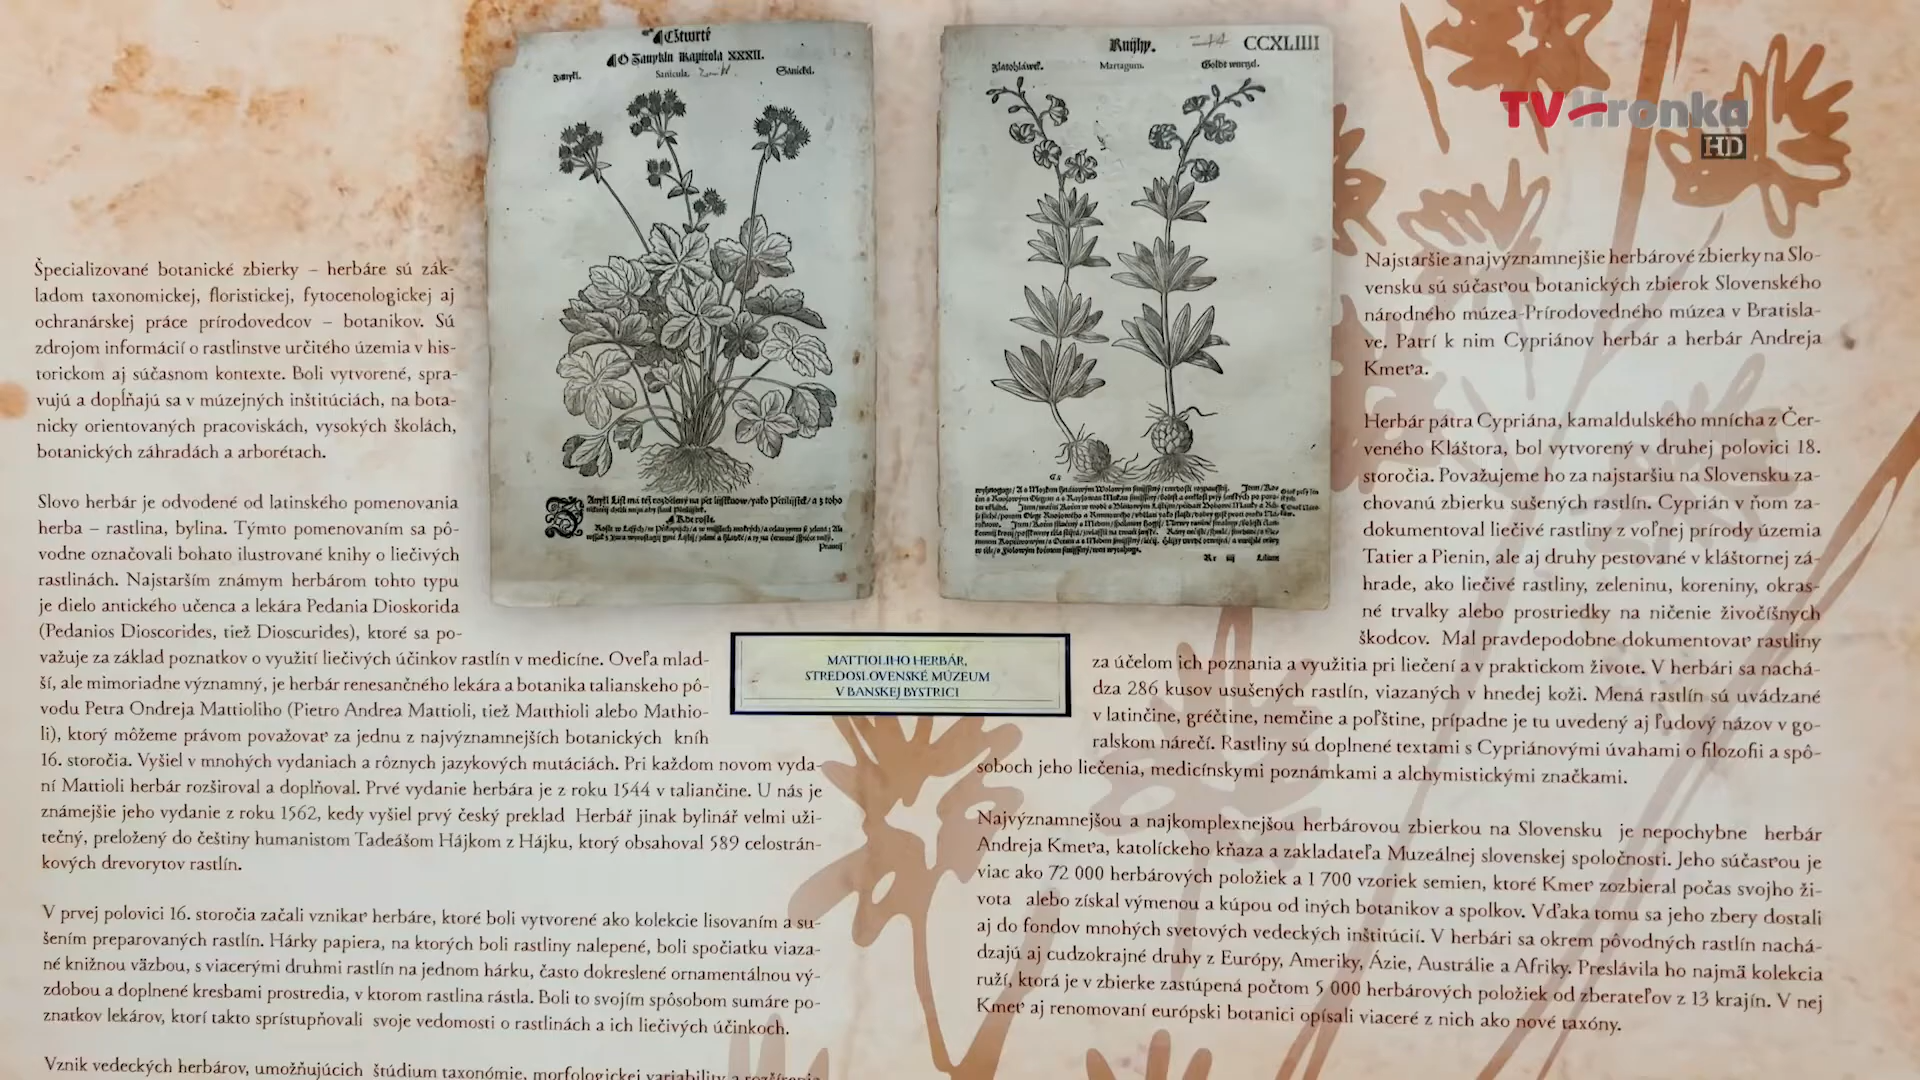 TV Hronka
HD
Cztwrté
O Zanykln Kapitola XXXII.
Zanykl. Sanicula. Sanickel.
Knijhy. CCXLIIII
Zlatohláwek. Martagum. Goldt wurtzel.
Kde roste.
Špecializované botanické zbierky – herbáre sú zák-
ladom taxonomickej, floristickej, fytocenologickej aj
ochranárskej práce prírodovedcov – botanikov. Sú
zdrojom informácií o rastlinstve určitého územia v his-
torickom aj súčasnom kontexte. Boli vytvorené, spra-
vujú a dopĺňajú sa v múzejných inštitúciách, na bota-
nicky orientovaných pracoviskách, vysokých školách,
botanických záhradách a arborétach.
Slovo herbár je odvodené od latinského pomenovania
herba – rastlina, bylina. Týmto pomenovaním sa pô-
vodne označovali bohato ilustrované knihy o liečivých
rastlinách. Najstarším známym herbárom tohto typu
je dielo antického učenca a lekára Pedania Dioskorida
(Pedanios Dioscorides, tiež Dioscurides), ktoré sa po-
važuje za základ poznatkov o využití liečivých účinkov rastlín v medicíne. Oveľa mlad-
ší, ale mimoriadne významný, je herbár renesančného lekára a botanika talianskeho pô-
vodu Petra Ondreja Mattioliho (Pietro Andrea Mattioli, tiež Matthioli alebo Mathio-
li), ktorý môžeme právom považovať za jednu z najvýznamnejších botanických kníh
16. storočia. Vyšiel v mnohých vydaniach a rôznych jazykových mutáciách. Pri každom novom vyda-
ní Mattioli herbár rozširoval a doplňoval. Prvé vydanie herbára je z roku 1544 v taliančine. U nás je
známejšie jeho vydanie z roku 1562, kedy vyšiel prvý český preklad Herbář jinak bylinář velmi uži-
tečný, preložený do češtiny humanistom Tadeášom Hájkom z Hájku, ktorý obsahoval 589 celostrán-
kových drevorytov rastlín.
V prvej polovici 16. storočia začali vznikať herbáre, ktoré boli vytvorené ako kolekcie lisovaním a su-
šením preparovaných rastlín. Hárky papiera, na ktorých boli rastliny nalepené, boli spočiatku viaza-
né knižnou väzbou, s viacerými druhmi rastlín na jednom hárku, často dokreslené ornamentálnou vý-
zdobou a doplnené kresbami prostredia, v ktorom rastlina rástla. Boli to svojím spôsobom sumáre po-
znatkov lekárov, ktorí takto sprístupňovali svoje vedomosti o rastlinách a ich liečivých účinkoch.
Vznik vedeckých herbárov, umožňujúcich štúdium taxonómie, morfologickej variability a rozšírenia
MATTIOLIHO HERBÁR,
STREDOSLOVENSKÉ MÚZEUM
V BANSKEJ BYSTRICI
Najstaršie a najvýznamnejšie herbárové zbierky na Slo-
vensku sú súčasťou botanických zbierok Slovenského
národného múzea-Prírodovedného múzea v Bratisla-
ve. Patrí k nim Cypriánov herbár a herbár Andreja
Kmeťa.
Herbár pátra Cypriána, kamaldulského mnícha z Čer-
veného Kláštora, bol vytvorený v druhej polovici 18.
storočia. Považujeme ho za najstaršiu na Slovensku za-
chovanú zbierku sušených rastlín. Cyprián v ňom za-
dokumentoval liečivé rastliny z voľnej prírody územia
Tatier a Pienin, ale aj druhy pestované v kláštornej zá-
hrade, ako liečivé rastliny, zeleninu, koreniny, okras-
né trvalky alebo prostriedky na ničenie živočíšnych
škodcov. Mal pravdepodobne dokumentovať rastliny
za účelom ich poznania a využitia pri liečení a v praktickom živote. V herbári sa nachá-
dza 286 kusov usušených rastlín, viazaných v hnedej koži. Mená rastlín sú uvádzané
v latinčine, gréčtine, nemčine a poľštine, prípadne je tu uvedený aj ľudový názov v go-
ralskom nárečí. Rastliny sú doplnené textami s Cypriánovými úvahami o filozofii a spô-
soboch jeho liečenia, medicínskymi poznámkami a alchymistickými značkami.
Najvýznamnejšou a najkomplexnejšou herbárovou zbierkou na Slovensku je nepochybne herbár
Andreja Kmeťa, katolíckeho kňaza a zakladateľa Muzeálnej slovenskej spoločnosti. Jeho súčasťou je
viac ako 72 000 herbárových položiek a 1 700 vzoriek semien, ktoré Kmeť zozbieral počas svojho ži-
vota alebo získal výmenou a kúpou od iných botanikov a spolkov. Vďaka tomu sa jeho zbery dostali
aj do fondov mnohých svetových vedeckých inštitúcií. V herbári sa okrem pôvodných rastlín nachá-
dzajú aj cudzokrajné druhy z Európy, Ameriky, Ázie, Austrálie a Afriky. Preslávila ho najmä kolekcia
ruží, ktorá je v zbierke zastúpená počtom 5 000 herbárových položiek od zberateľov z 13 krajín. V nej
Kmeť aj renomovaní európski botanici opísali viaceré z nich ako nové taxóny.